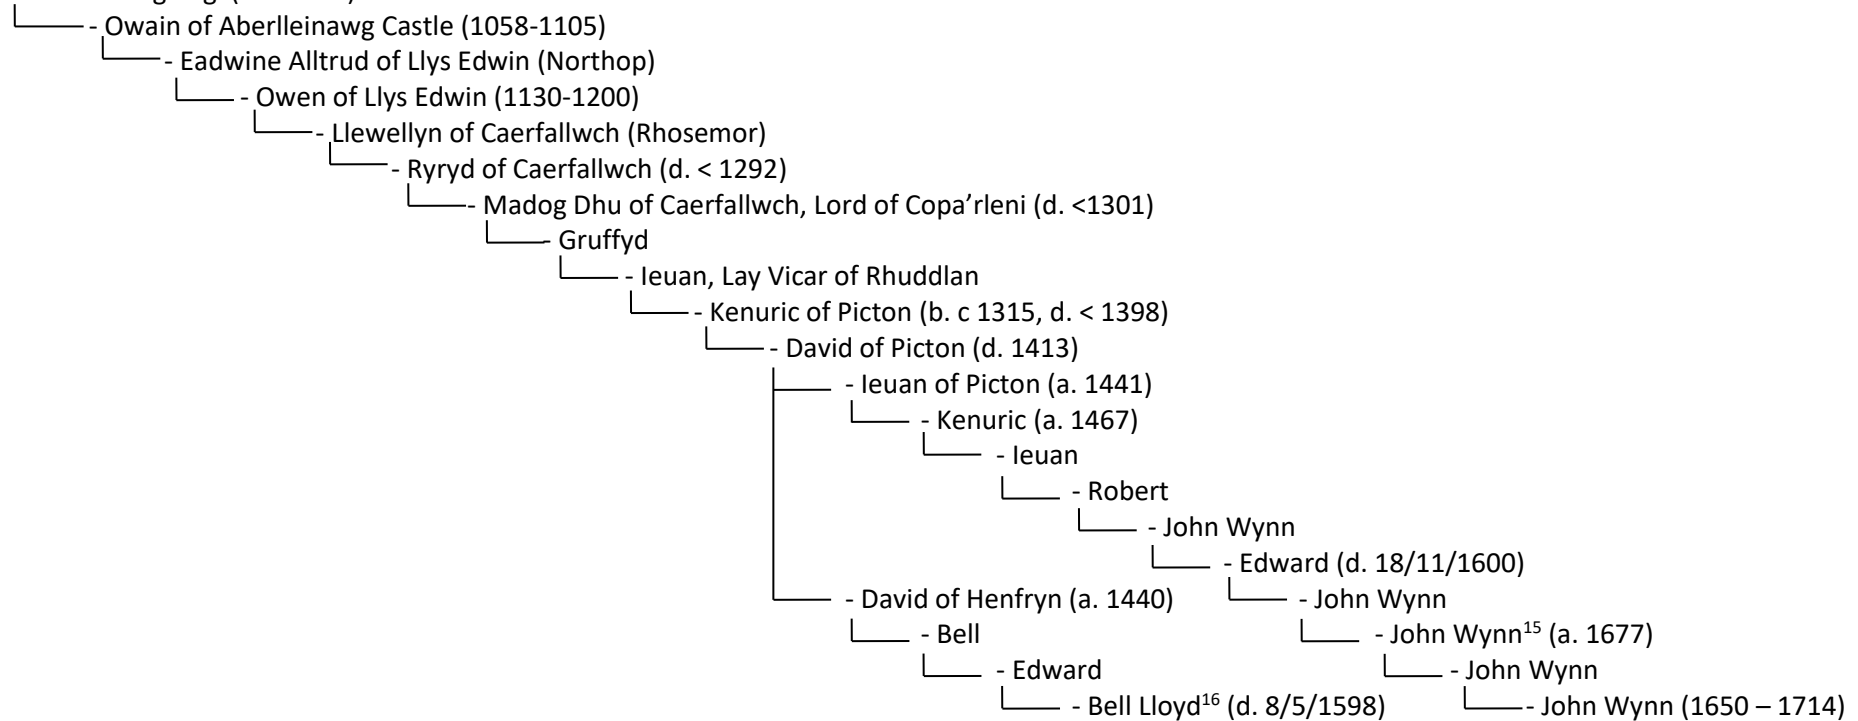 - Owain of Aberlleinawg Castle (1058-1105)
- Eadwine Alltrud of Llys Edwin (Northop)
- Owen of Llys Edwin (1130-1200)
- Llewellyn of Caerfallwch (Rhosemor)
- Ryryd of Caerfallwch (d. < 1292)
- Madog Dhu of Caerfallwch, Lord of Copa’rleni (d. <1301)
- Gruffyd
- Ieuan, Lay Vicar of Rhuddlan
- Kenuric of Picton (b. c 1315, d. < 1398)
- David of Picton (d. 1413)
- Ieuan of Picton (a. 1441)
- Kenuric (a. 1467)
- Ieuan
- Robert
- John Wynn
- Edward (d. 18/11/1600)
- David of Henfryn (a. 1440) - John Wynn
- Bell - John Wynn¹⁵ (a. 1677)
- Edward - John Wynn
- Bell Lloyd¹⁶ (d. 8/5/1598) - John Wynn (1650 – 1714)